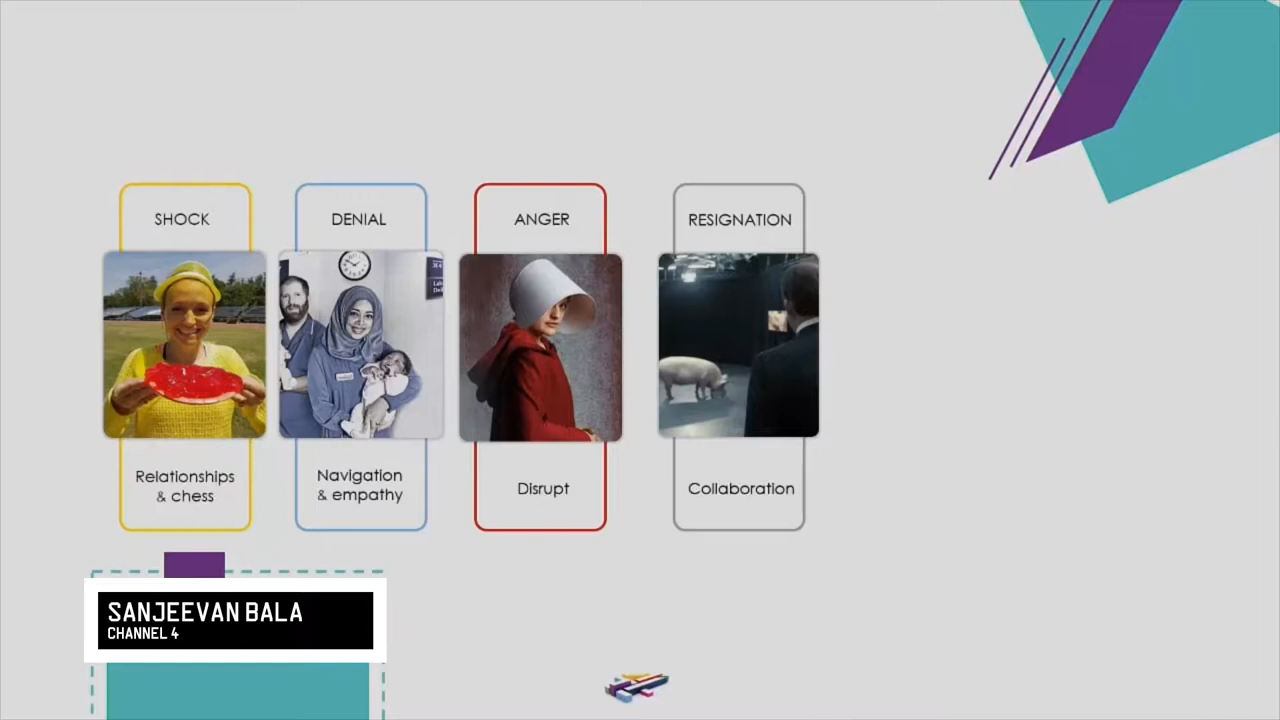 SHOCK
DENIAL
ANGER
RESIGNATION
Relationships
& chess
Navigation
& empathy
Disrupt
Collaboration
SANJEEVAN BALA
CHANNEL 4